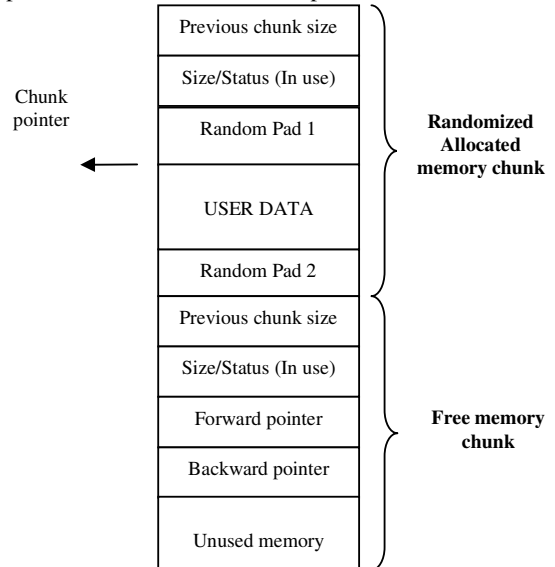 Previous chunk size
Size/Status (In use)
Chunk
pointer
Random Pad 1
Randomized
Allocated
memory chunk
USER DATA
Random Pad 2
Previous chunk size
Size/Status (In use)
Forward pointer
Free memory
chunk
Backward pointer
Unused memory